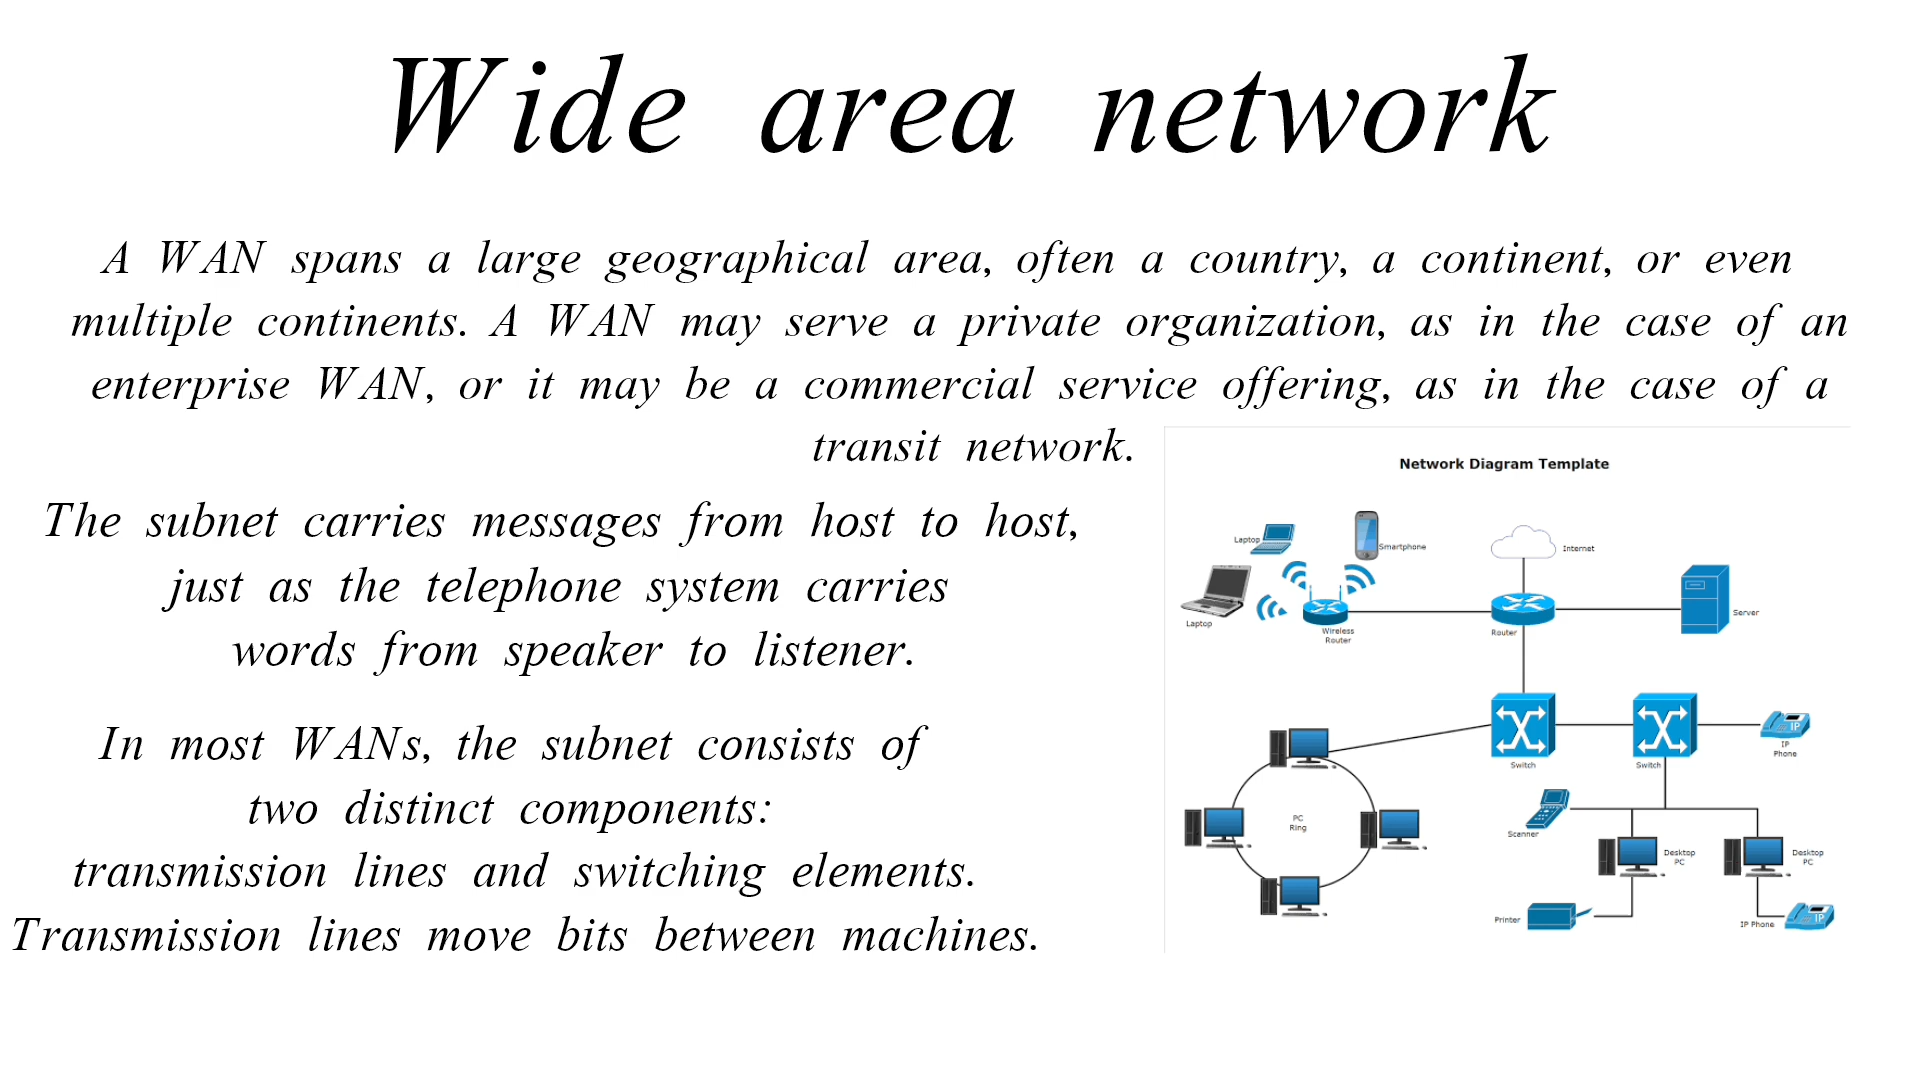 Wide area network
A WAN spans a large geographical area, often a country, a continent, or even
multiple continents. A WAN may serve a private organization, as in the case of an
enterprise WAN, or it may be a commercial service offering, as in the case of a
transit network.
The subnet carries messages from host to host,
just as the telephone system carries
words from speaker to listener.
In most WANs, the subnet consists of
two distinct components:
transmission lines and switching elements.
Transmission lines move bits between machines.
Network Diagram Template
Laptop
Smartphone
Internet
Laptop
Wireless
Router
Router
Server
Switch
Switch
IP
IP
Phone
PC
Ring
Scanner
Desktop
PC
Desktop
PC
Printer
IP Phone
IP